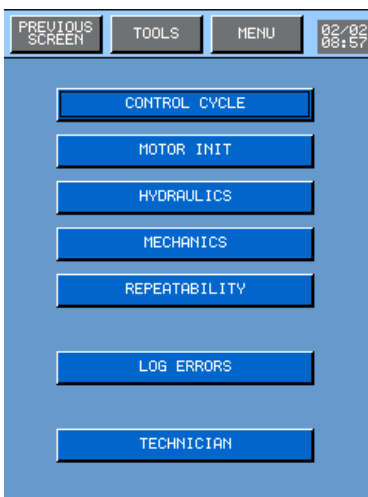 PREVIOUS SCREEN
TOOLS
MENU
02/02
08:57
CONTROL CYCLE
MOTOR INIT
HYDRAULICS
MECHANICS
REPEATABILITY
LOG ERRORS
TECHNICIAN